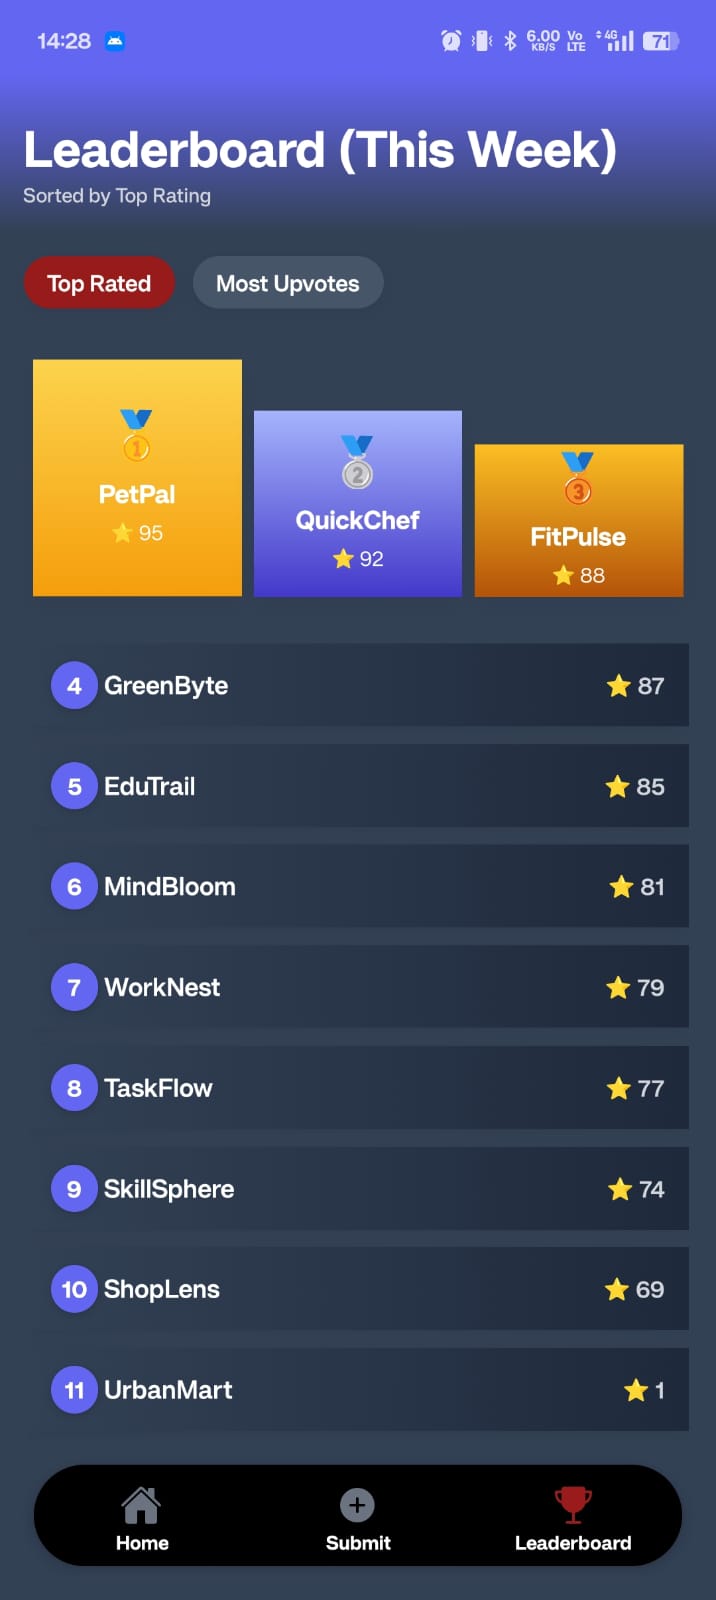 14:28
6.00 KB/S Vo LTE 4G 71
Leaderboard (This Week)
Sorted by Top Rating
Top Rated Most Upvotes
1
PetPal
⭐ 95
2
QuickChef
⭐ 92
3
FitPulse
⭐ 88
4 GreenByte ⭐ 87
5 EduTrail ⭐ 85
6 MindBloom ⭐ 81
7 WorkNest ⭐ 79
8 TaskFlow ⭐ 77
9 SkillSphere ⭐ 74
10 ShopLens ⭐ 69
11 UrbanMart ⭐ 1
Home Submit Leaderboard